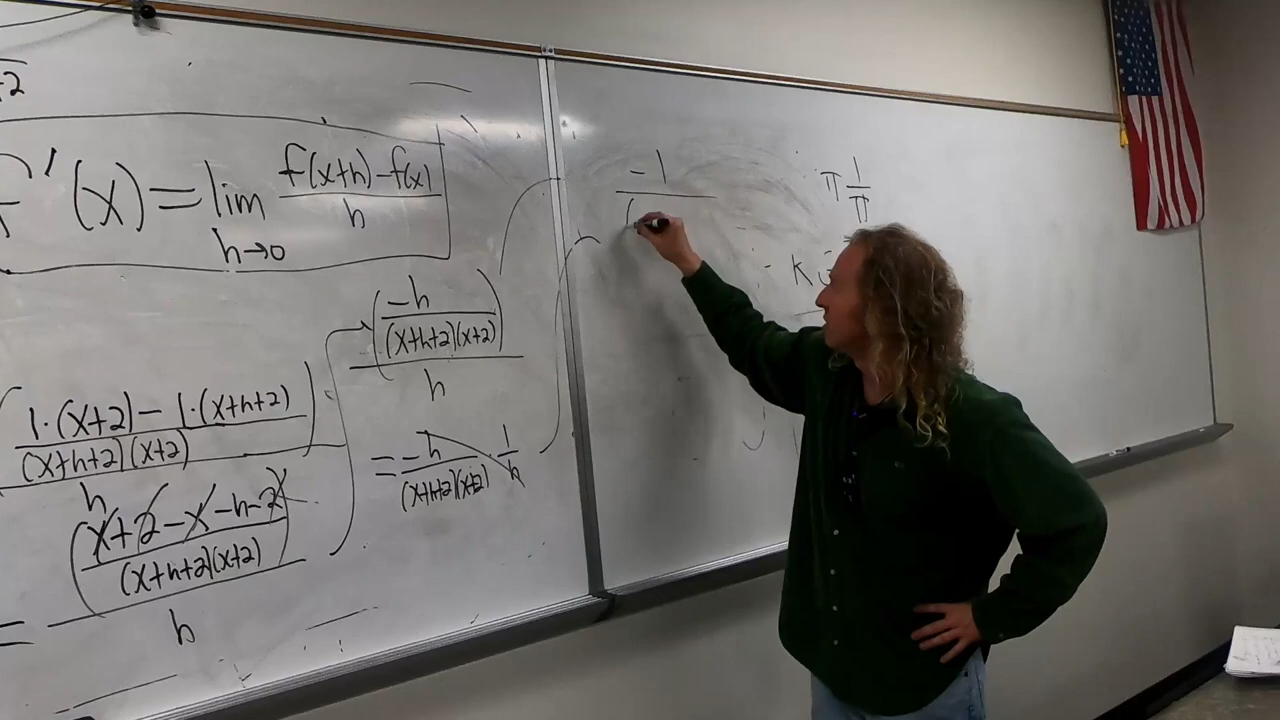 +2
F'(x) = lim h→0 f(x+h)-f(x) / h
1·(x+2) - 1·(x+h+2)
(x+h+2)(x+2)
h
x+2-x-h-2
(x+h+2)(x+2)
=
h
(-h / (x+h+2)(x+2))
h
= -h / (x+h+2)(x+2) · 1/h
-1
(
π 1/π
K